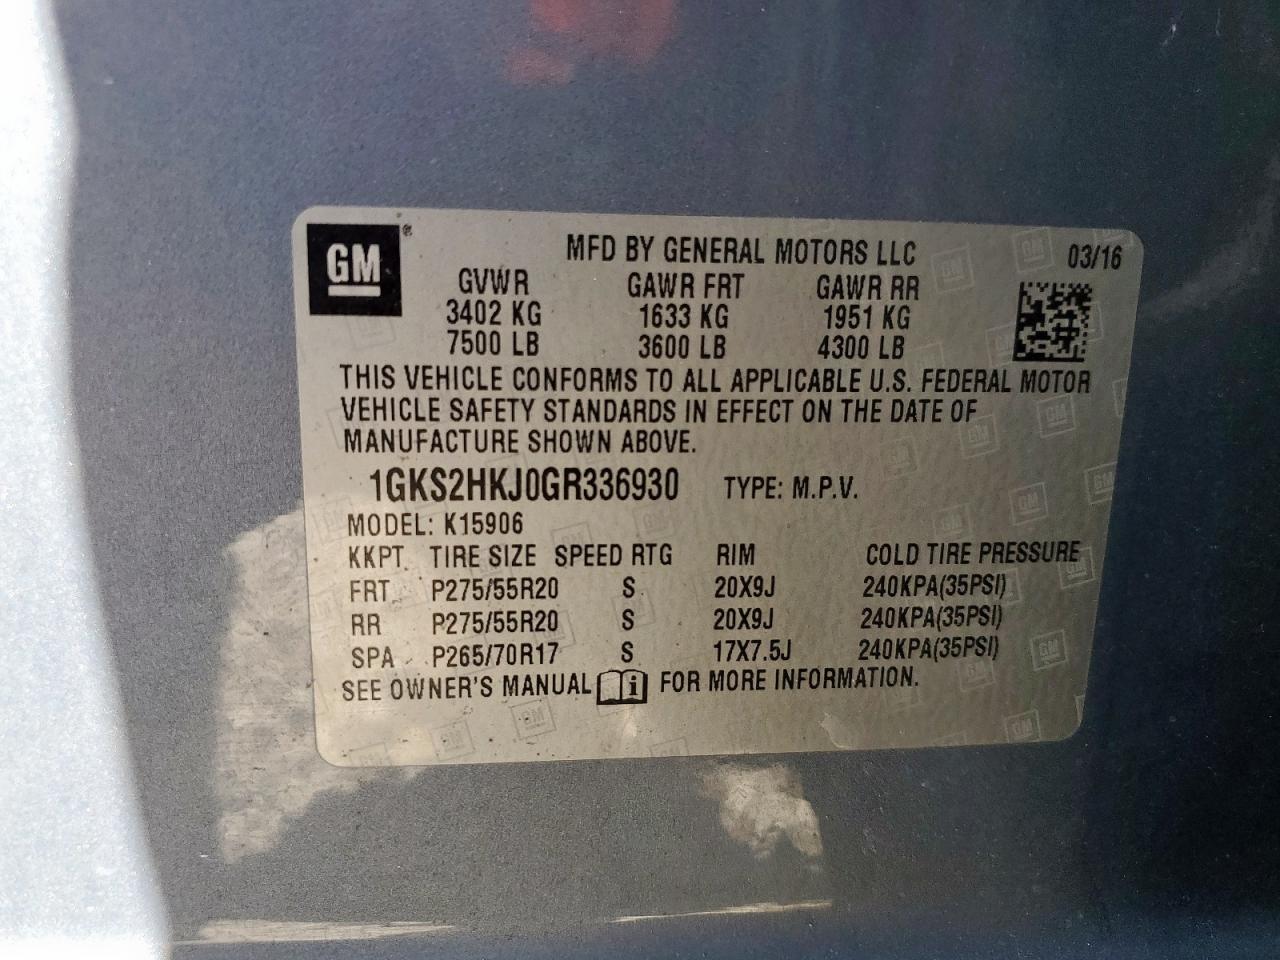 GM ®
MFD BY GENERAL MOTORS LLC 03/16
GVWR GAWR FRT GAWR RR
3402 KG 1633 KG 1951 KG
7500 LB 3600 LB 4300 LB
THIS VEHICLE CONFORMS TO ALL APPLICABLE U.S. FEDERAL MOTOR
VEHICLE SAFETY STANDARDS IN EFFECT ON THE DATE OF
MANUFACTURE SHOWN ABOVE.
1GKS2HKJ0GR336930 TYPE: M.P.V.
MODEL: K15906
KKPT TIRE SIZE SPEED RTG RIM COLD TIRE PRESSURE
FRT P275/55R20 S 20X9J 240KPA(35PSI)
RR P275/55R20 S 20X9J 240KPA(35PSI)
SPA P265/70R17 S 17X7.5J 240KPA(35PSI)
SEE OWNER'S MANUAL i FOR MORE INFORMATION.